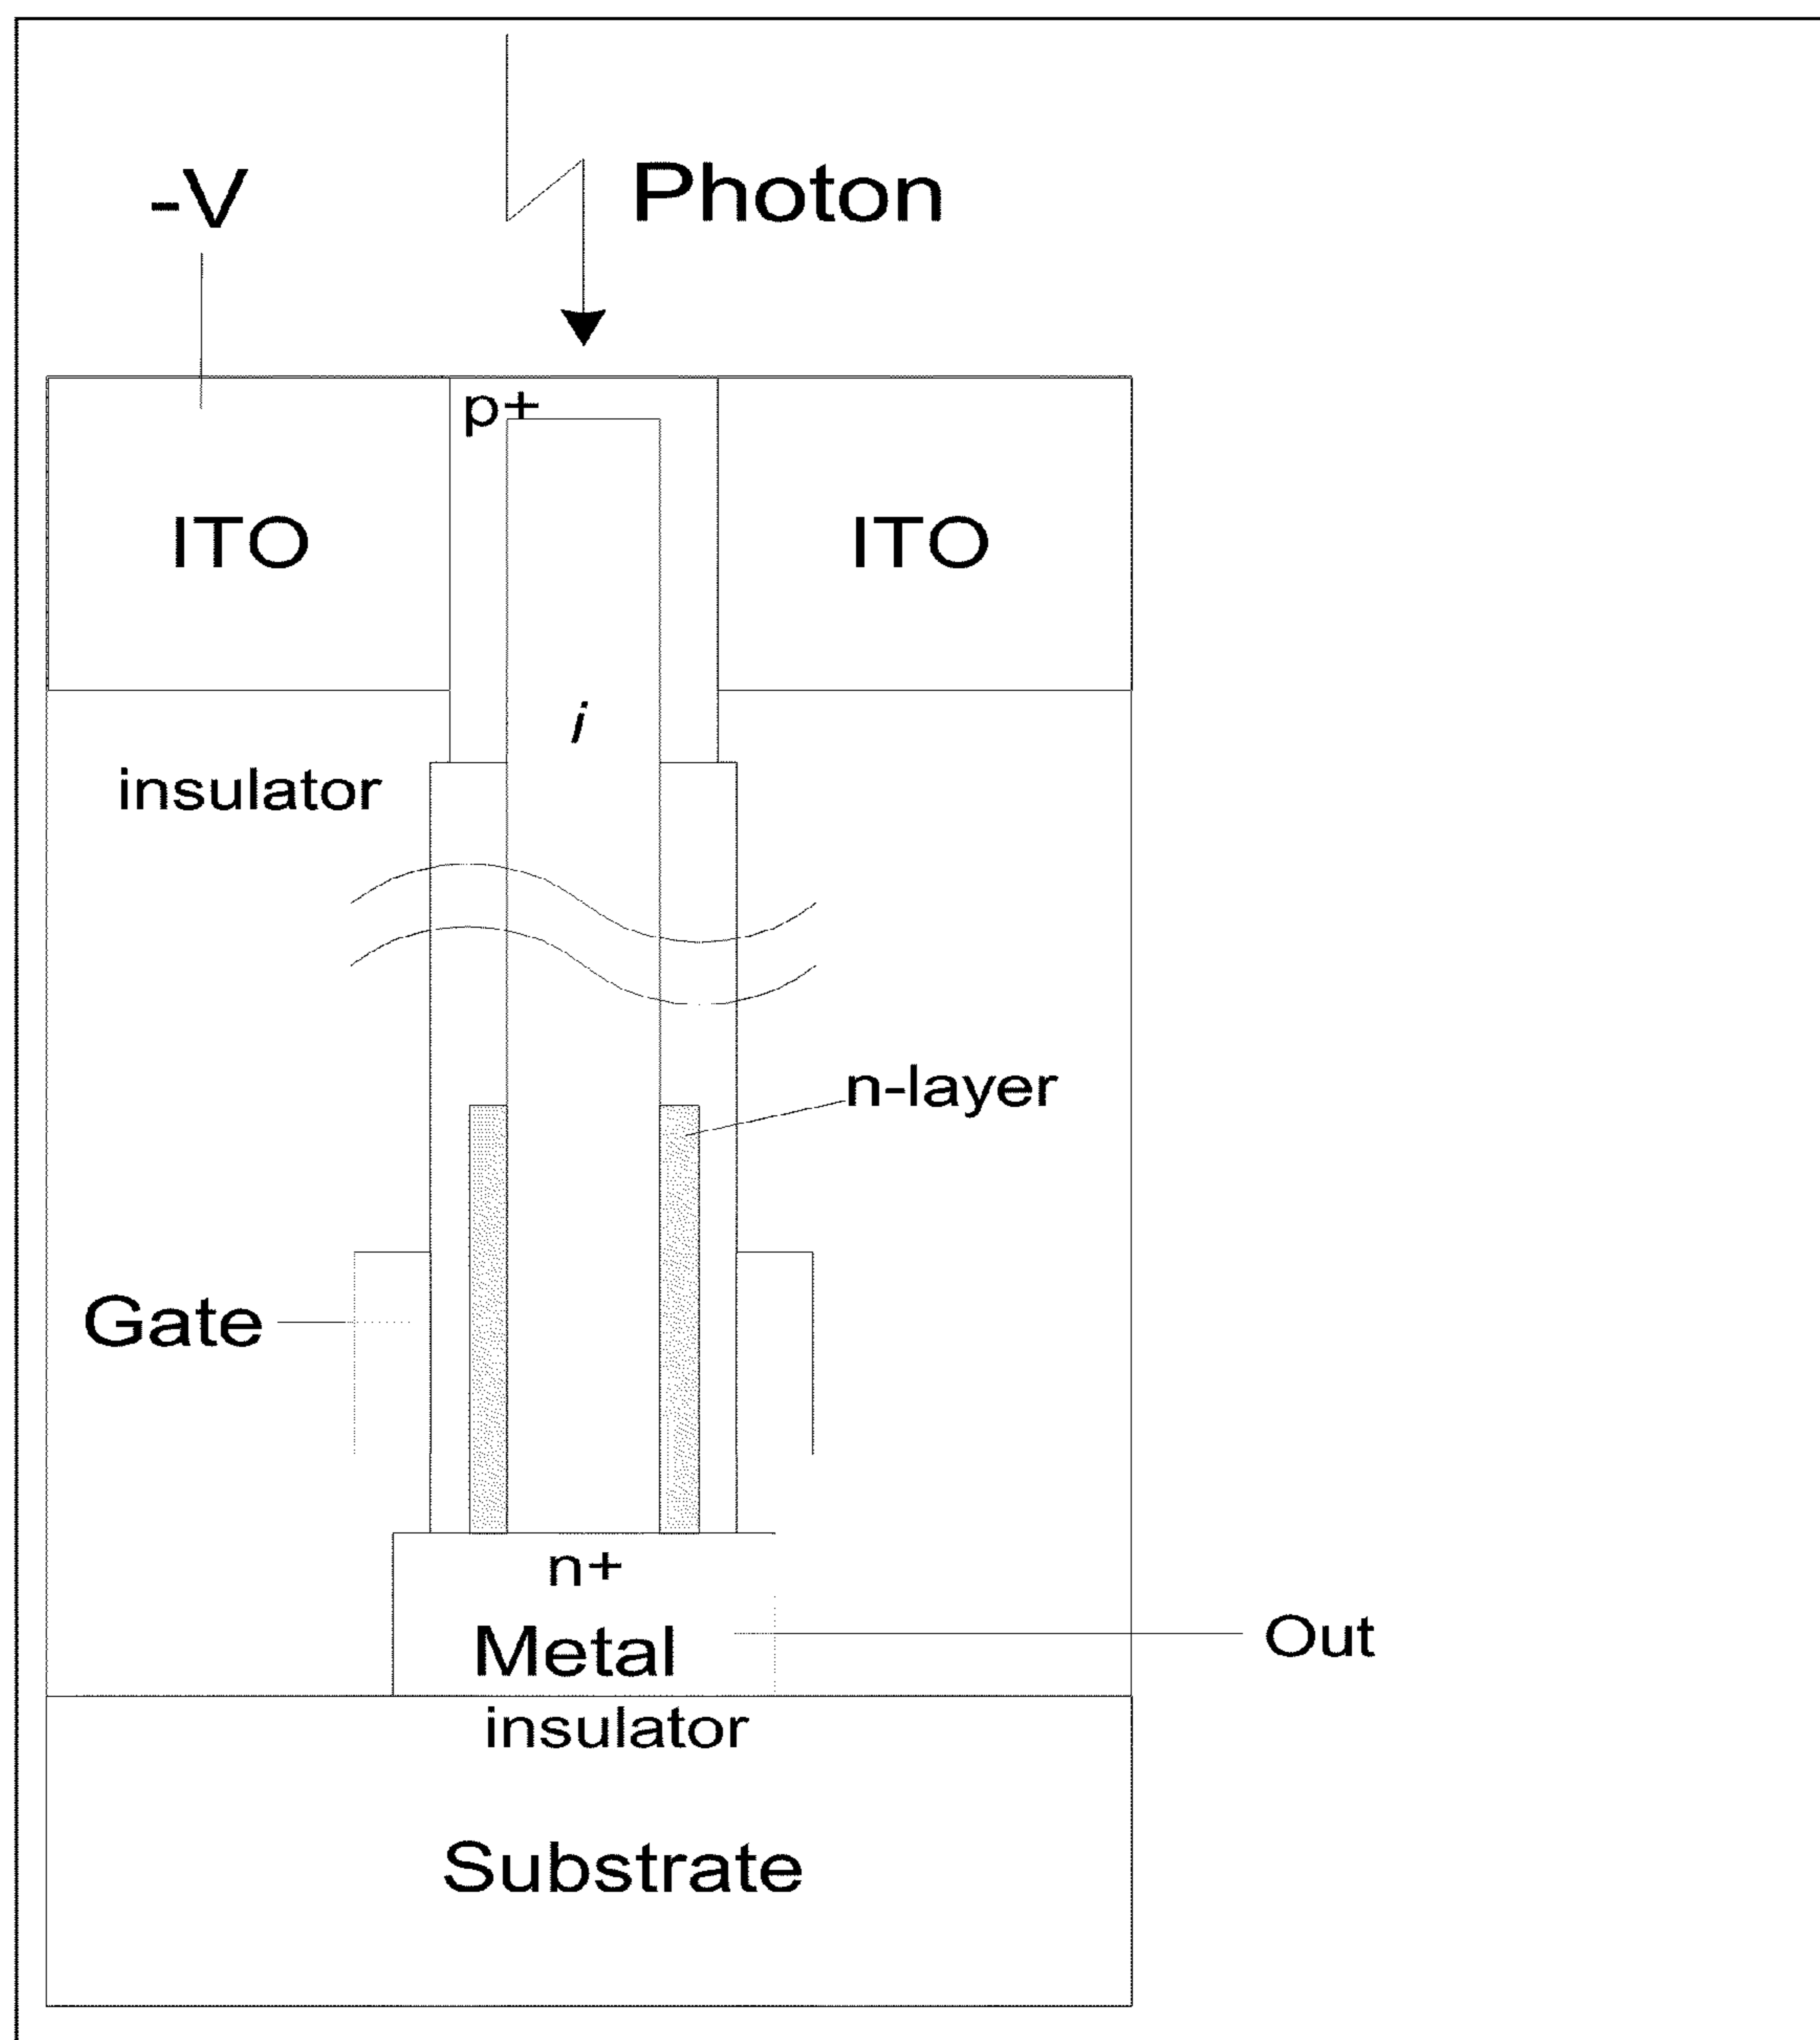 -V
Photon
p+
ITO
ITO
i
insulator
n-layer
Gate
n+
Metal
Out
insulator
Substrate